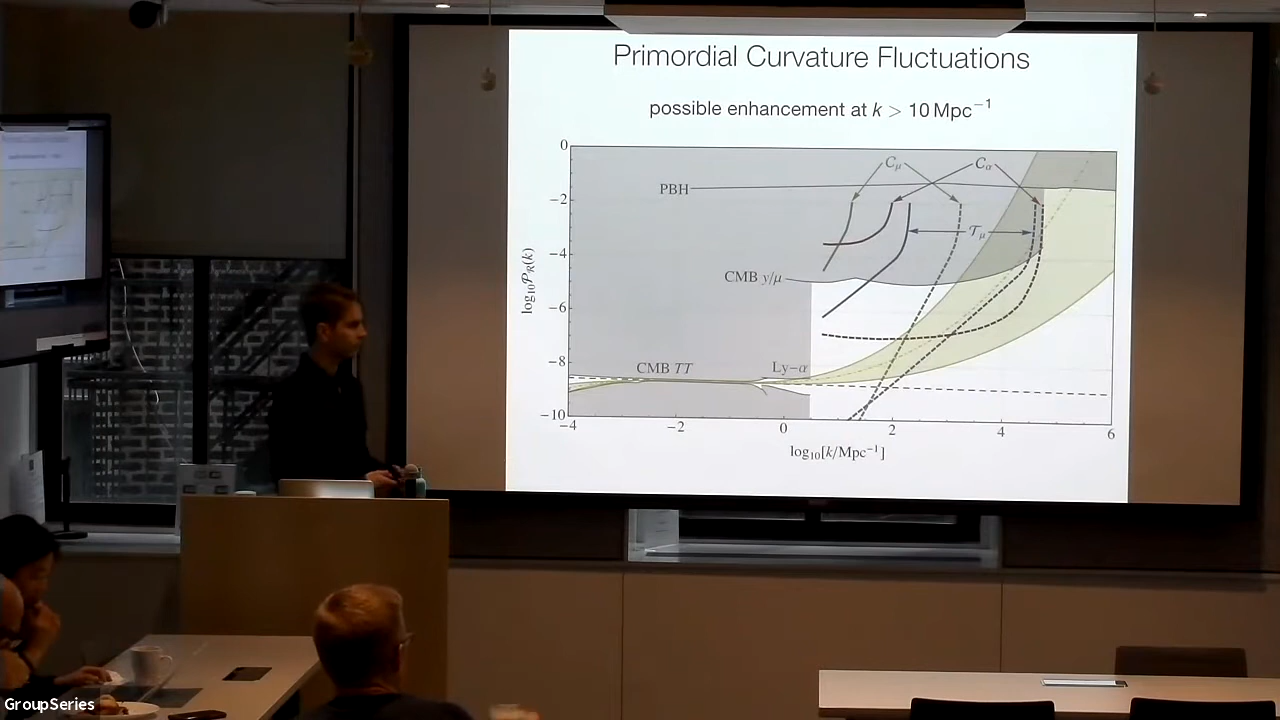 Primordial Curvature Fluctuations
possible enhancement at k > 10 Mpc⁻¹
0
−2
−4
−6
−8
−10
log₁₀𝒫_ℛ(k)
C_μ
C_α
PBH
𝒯_μ
CMB y/μ
CMB TT
Ly−α
−4
−2
0
2
4
6
log₁₀[k/Mpc⁻¹]
GroupSeries